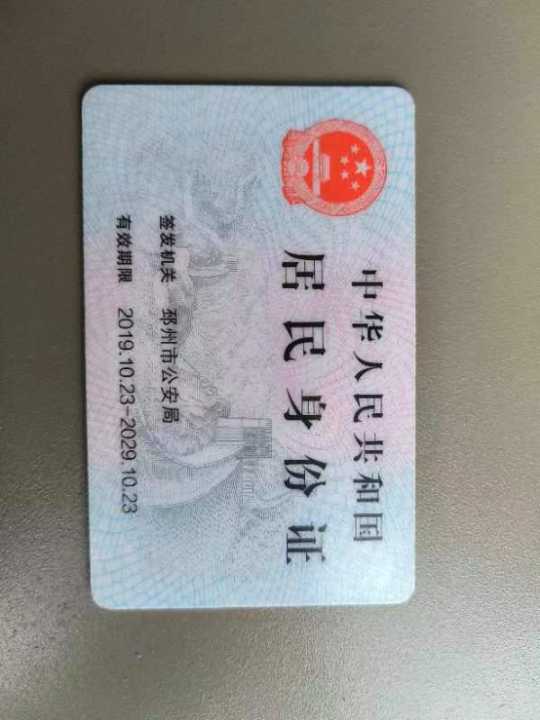 中华人民共和国
居民身份证
签发机关 邳州市公安局
有效期限 2019.10.23-2029.10.23